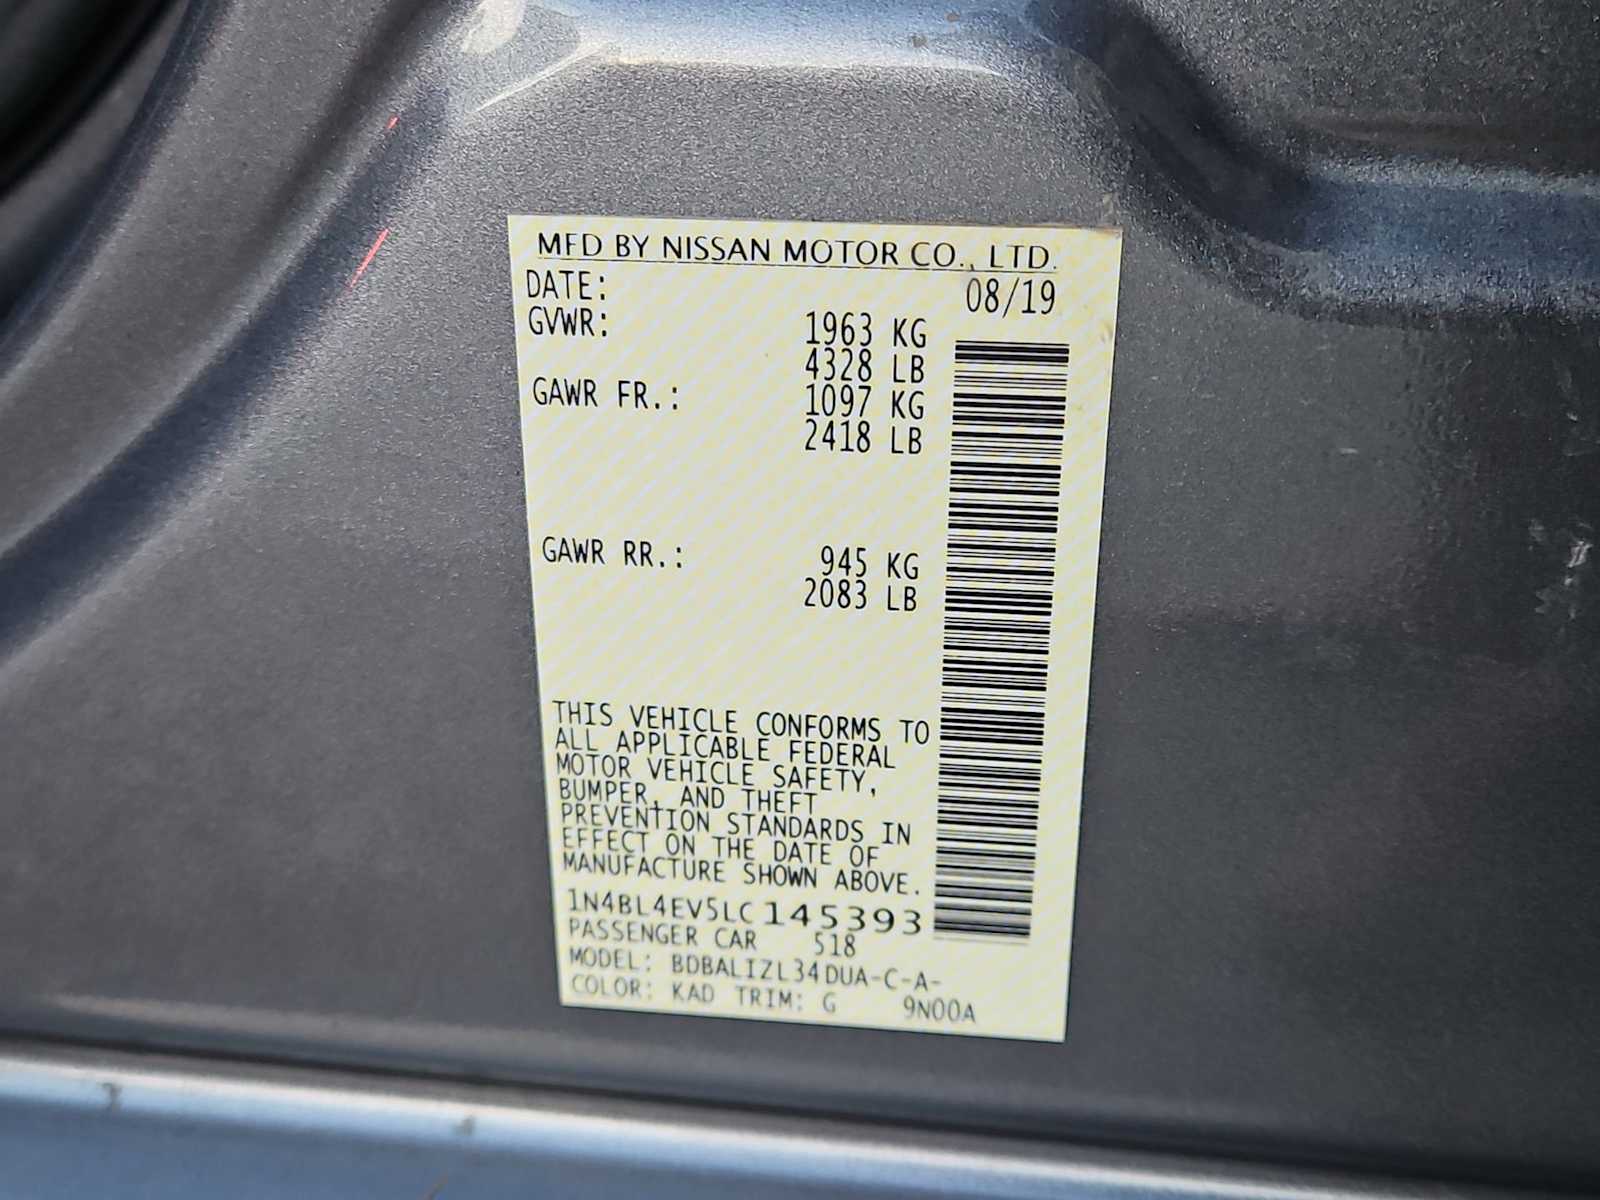 MFD BY NISSAN MOTOR CO., LTD.
DATE: 08/19
GVWR: 1963 KG
4328 LB
GAWR FR.: 1097 KG
2418 LB
GAWR RR.: 945 KG
2083 LB
THIS VEHICLE CONFORMS TO
ALL APPLICABLE FEDERAL
MOTOR VEHICLE SAFETY,
BUMPER, AND THEFT
PREVENTION STANDARDS IN
EFFECT ON THE DATE OF
MANUFACTURE SHOWN ABOVE.
1N4BL4EV5LC145393
PASSENGER CAR 518
MODEL: BDBALIZL34DUA-C-A-
COLOR: KAD TRIM: G 9N00A